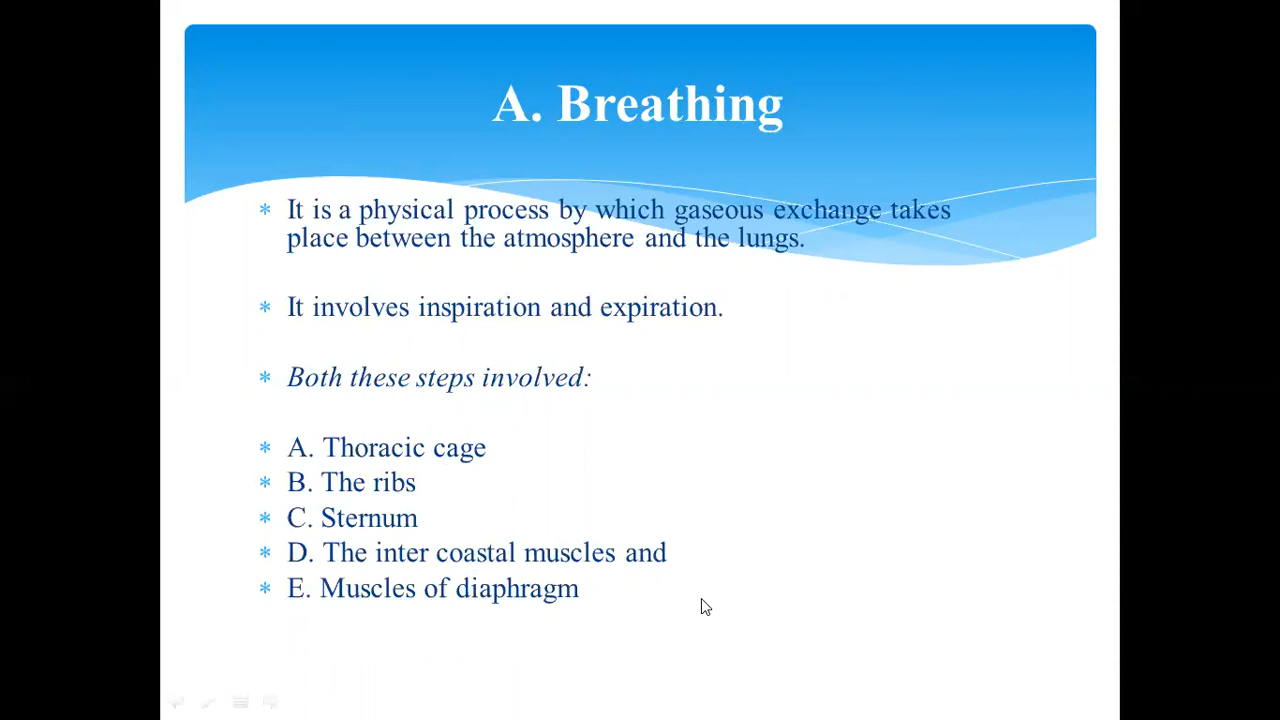 A. Breathing
* It is a physical process by which gaseous exchange takes
place between the atmosphere and the lungs.
* It involves inspiration and expiration.
* Both these steps involved:
* A. Thoracic cage
* B. The ribs
* C. Sternum
* D. The inter coastal muscles and
* E. Muscles of diaphragm